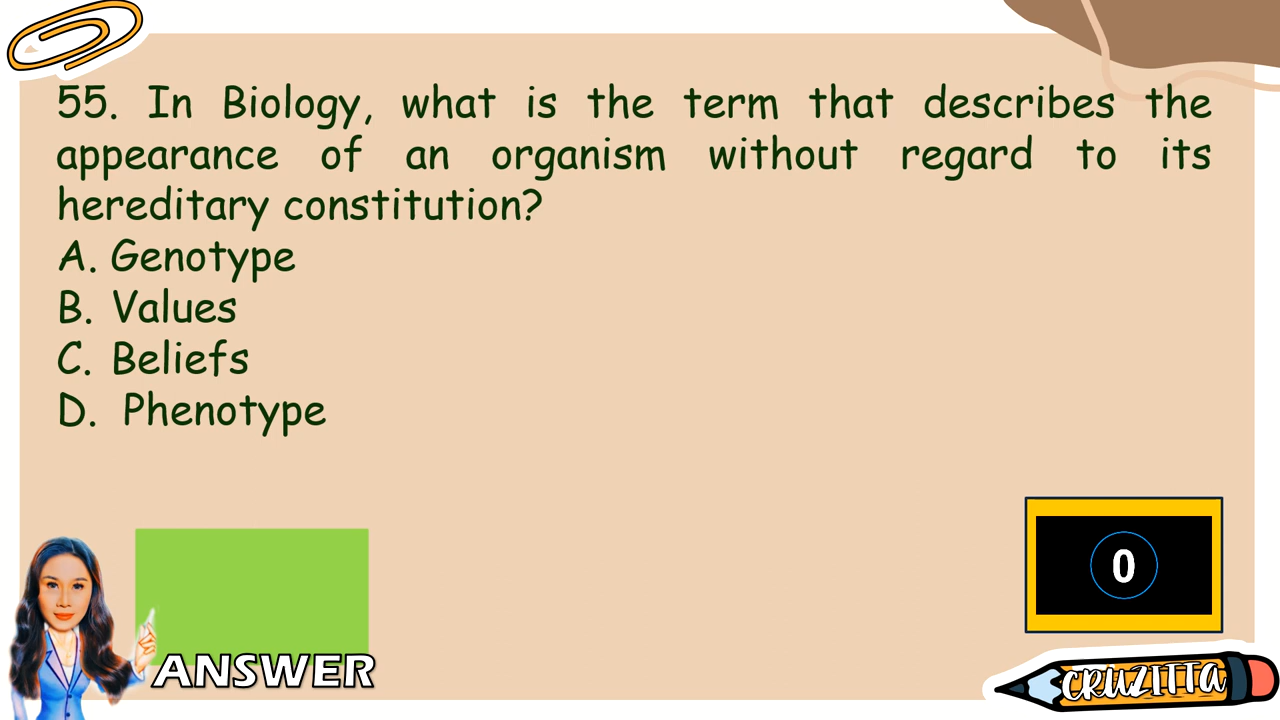 55. In Biology, what is the term that describes the
appearance of an organism without regard to its
hereditary constitution?
A. Genotype
B. Values
C. Beliefs
D. Phenotype
0
ANSWER
CRUZITTA